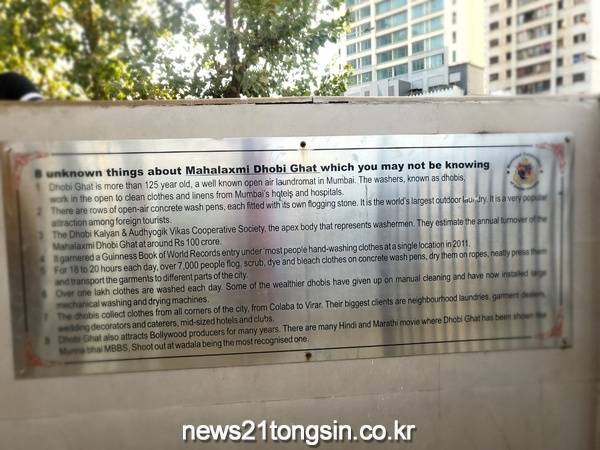 8 unknown things about Mahalaxmi Dhobi Ghat which you may not be knowing
1 Dhobi Ghat is more than 125 year old, a well known open air laundromat in Mumbai. The washers, known as dhobis,
work in the open to clean clothes and linens from Mumbai's hotels and hospitals.
2 There are rows of open-air concrete wash pens, each fitted with its own flogging stone. It is the world's largest outdoor laundry. It is a very popular
attraction among foreign tourists.
3 The Dhobi Kalyan & Audhyogik Vikas Cooperative Society, the apex body that represents washermen. They estimate the annual turnover of the
Mahalaxmi Dhobi Ghat at around Rs 100 crore.
4 It garnered a Guinness Book of World Records entry under 'most people hand-washing clothes at a single location in 2011.
5 For 18 to 20 hours each day, over 7,000 people flog, scrub, dye and bleach clothes on concrete wash pens, dry them on ropes, neatly press them
and transport the garments to different parts of the city.
6 Over one lakh clothes are washed each day. Some of the wealthier dhobis have given up on manual cleaning and have now installed large
mechanical washing and drying machines.
7 The dhobis collect clothes from all corners of the city, from Colaba to Virar. Their biggest clients are neighbourhood laundries, garment dealers,
wedding decorators and caterers, mid-sized hotels and clubs.
8 Dhobi Ghat also attracts Bollywood producers for many years. There are many Hindi and Marathi movie where Dhobi Ghat has been shown
Munna bhai MBBS, Shoot out at wadala being the most recognised one.
news21tongsin.co.kr